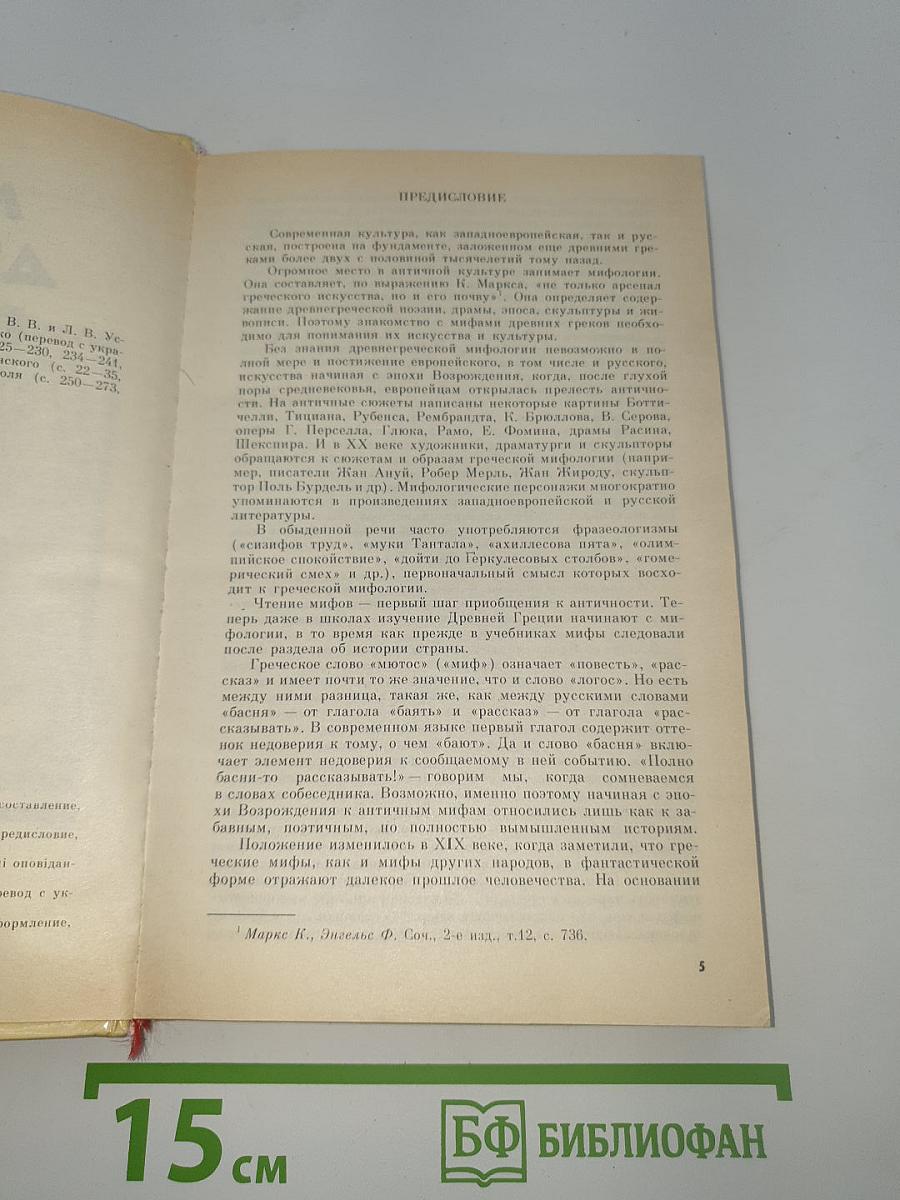 В. В. и Л. В. Ус-
ко (перевод с укра-
25—230, 234—241,
нского (с. 22—35,
оля (с. 250—273,
составление,
редисловие,
і оповідан-
ревод с ук-
формление,
ПРЕДИСЛОВИЕ
Современная культура, как западноевропейская, так и рус-
ская, построена на фундаменте, заложенном еще древними гре-
ками более двух с половиной тысячелетий тому назад.
Огромное место в античной культуре занимает мифология.
Она составляет, по выражению К. Маркса, «не только арсенал
греческого искусства, но и его почву»¹. Она определяет содер-
жание древнегреческой поэзии, драмы, эпоса, скульптуры и жи-
вописи. Поэтому знакомство с мифами древних греков необхо-
димо для понимания их искусства и культуры.
Без знания древнегреческой мифологии невозможно в по-
лной мере и постижение европейского, в том числе и русского,
искусства начиная с эпохи Возрождения, когда, после глухой
поры средневековья, европейцам открылась прелесть античнос-
ти. На античные сюжеты написаны некоторые картины Ботти-
челли, Тициана, Рубенса, Рембрандта, К. Брюллова, В. Серова,
оперы Г. Перселла, Глюка, Рамо, Е. Фомина, драмы Расина,
Шекспира. И в XX веке художники, драматурги и скульпторы
обращаются к сюжетам и образам греческой мифологии (напри-
мер, писатели Жан Ануй, Робер Мерль, Жан Жироду, скульп-
тор Поль Бурдель и др). Мифологические персонажи многократно
упоминаются в произведениях западноевропейской и русской
литературы.
В обыденной речи часто употребляются фразеологизмы
(«сизифов труд», «муки Тантала», «ахиллесова пята», «олим-
пийское спокойствие», «дойти до Геркулесовых столбов», «гоме-
рический смех» и др.), первоначальный смысл которых восхо-
дит к греческой мифологии.
Чтение мифов — первый шаг приобщения к античности. Те-
перь даже в школах изучение Древней Греции начинают с ми-
фологии, в то время как прежде в учебниках мифы следовали
после раздела об истории страны.
Греческое слово «мютос» («миф») означает «повесть», «рас-
сказ» и имеет почти то же значение, что и слово «логос». Но есть
между ними разница, такая же, как между русскими словами
«басня» — от глагола «баять» и «рассказ» — от глагола «рас-
сказывать». В современном языке первый глагол содержит отте-
нок недоверия к тому, о чем «бают». Да и слово «басня» вклю-
чает элемент недоверия к сообщаемому в ней событию. «Полно
басни-то рассказывать!» — говорим мы, когда сомневаемся
в словах собеседника. Возможно, именно поэтому начиная с эпо-
хи Возрождения к античным мифам относились лишь как к за-
бавным, поэтичным, но полностью вымышленным историям.
Положение изменилось в XIX веке, когда заметили, что гре-
ческие мифы, как и мифы других народов, в фантастической
форме отражают далекое прошлое человечества. На основании
¹ Маркс К., Энгельс Ф. Соч., 2-е изд., т.12, с. 736.
5
15 см
БФ БИБЛИОФАН